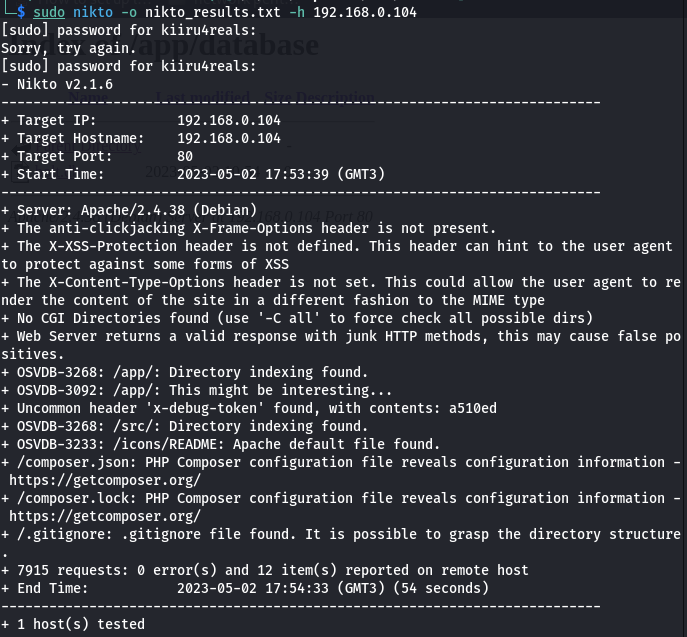 └─$ sudo nikto -o nikto_results.txt -h 192.168.0.104
[sudo] password for kiiru4reals:
Sorry, try again.
[sudo] password for kiiru4reals:
- Nikto v2.1.6
---------------------------------------------------------------------------
+ Target IP:          192.168.0.104
+ Target Hostname:    192.168.0.104
+ Target Port:        80
+ Start Time:         2023-05-02 17:53:39 (GMT3)
---------------------------------------------------------------------------
+ Server: Apache/2.4.38 (Debian)
+ The anti-clickjacking X-Frame-Options header is not present.
+ The X-XSS-Protection header is not defined. This header can hint to the user agent
to protect against some forms of XSS
+ The X-Content-Type-Options header is not set. This could allow the user agent to re
nder the content of the site in a different fashion to the MIME type
+ No CGI Directories found (use '-C all' to force check all possible dirs)
+ Web Server returns a valid response with junk HTTP methods, this may cause false po
sitives.
+ OSVDB-3268: /app/: Directory indexing found.
+ OSVDB-3092: /app/: This might be interesting...
+ Uncommon header 'x-debug-token' found, with contents: a510ed
+ OSVDB-3268: /src/: Directory indexing found.
+ OSVDB-3233: /icons/README: Apache default file found.
+ /composer.json: PHP Composer configuration file reveals configuration information -
 https://getcomposer.org/
+ /composer.lock: PHP Composer configuration file reveals configuration information -
 https://getcomposer.org/
+ /.gitignore: .gitignore file found. It is possible to grasp the directory structure
.
+ 7915 requests: 0 error(s) and 12 item(s) reported on remote host
+ End Time:           2023-05-02 17:54:33 (GMT3) (54 seconds)
---------------------------------------------------------------------------
+ 1 host(s) tested